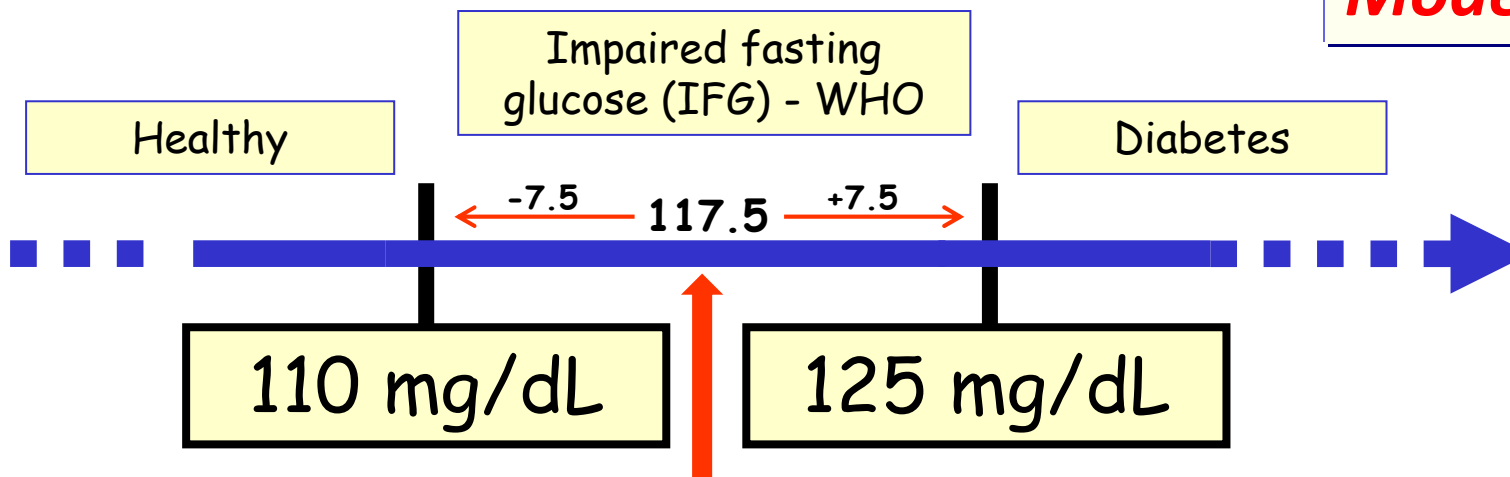 Impaired fasting
glucose (IFG) - WHO
Healthy
Diabetes
-7.5
117.5
+7.5
110 mg/dL
125 mg/dL